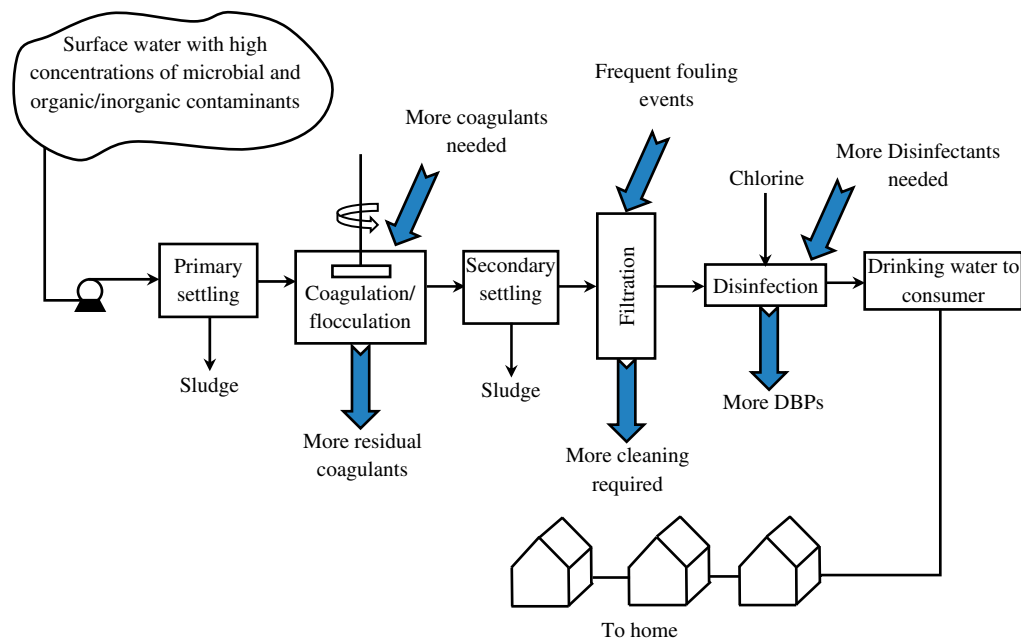 Surface water with high
concentrations of microbial and
organic/inorganic contaminants
More coagulants
needed
Frequent fouling
events
More Disinfectants
needed
Chlorine
Primary
settling
Coagulation/
flocculation
Secondary
settling
Filtration
Disinfection
Drinking water to
consumer
Sludge
Sludge
More residual
coagulants
More cleaning
required
More DBPs
To home